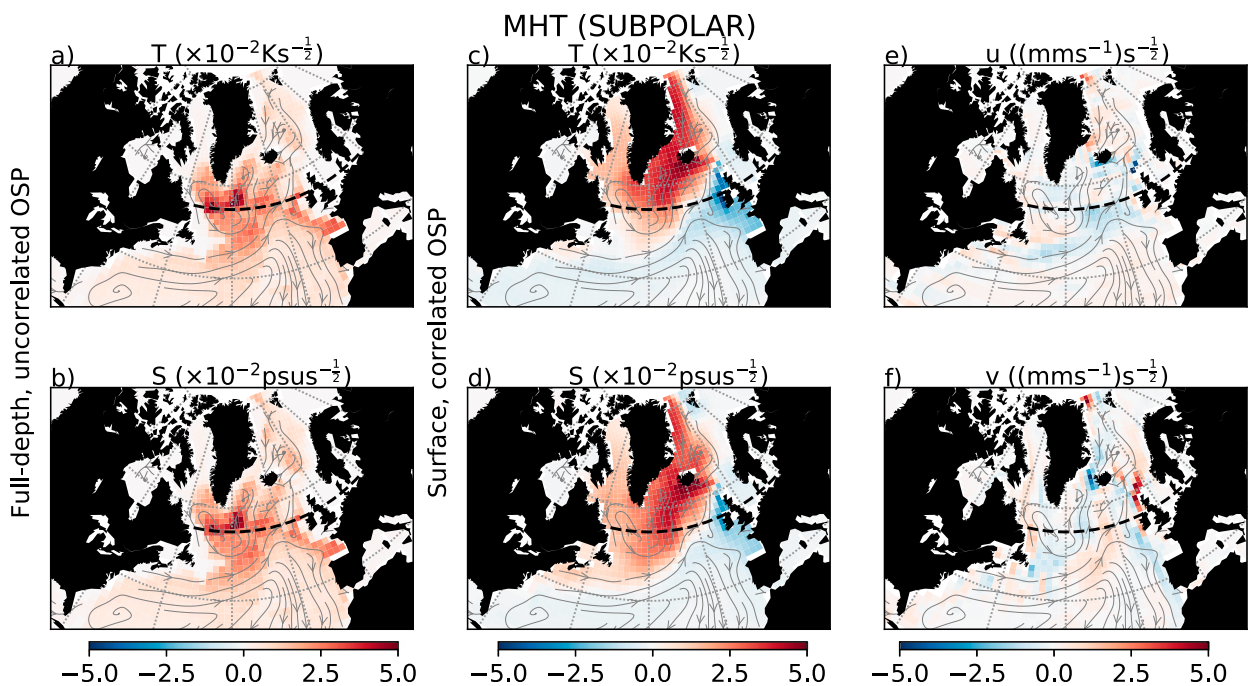 MHT (SUBPOLAR)
a) T (×10⁻²Ks^{-1/2})
c) T (×10⁻²Ks^{-1/2})
e) u ((mms⁻¹)s^{-1/2})
Full-depth, uncorrelated OSP
Surface, correlated OSP
b) S (×10⁻²psus^{-1/2})
d) S (×10⁻²psus^{-1/2})
f) v ((mms⁻¹)s^{-1/2})
−5.0 −2.5 0.0 2.5 5.0
−5.0 −2.5 0.0 2.5 5.0
−5.0 −2.5 0.0 2.5 5.0